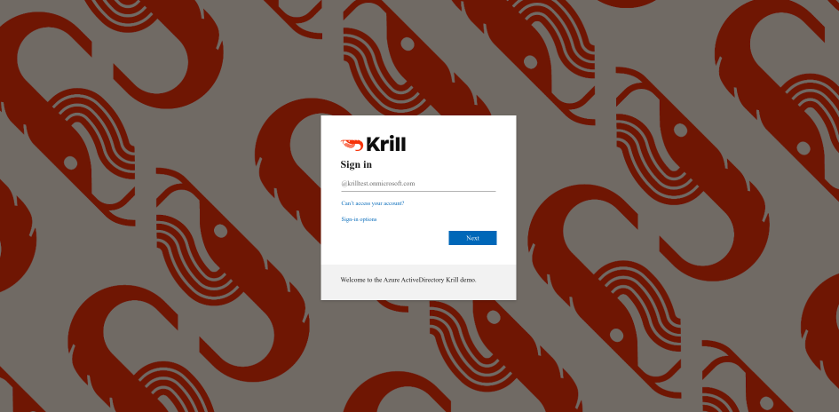 Krill
Sign in
@krilltest.onmicrosoft.com
Can't access your account?
Sign-in options
Next
Welcome to the Azure ActiveDirectory Krill demo.